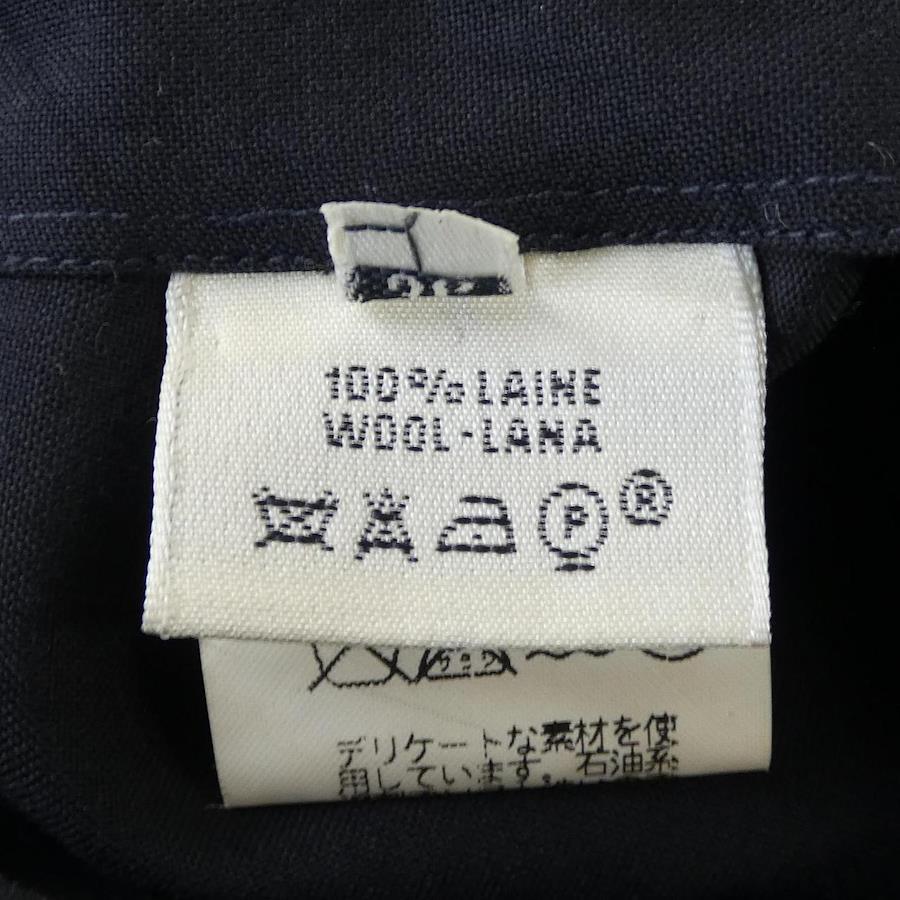 100% LAINE
WOOL - LANA
P R
デリケートな素材を使
用しています。石油系